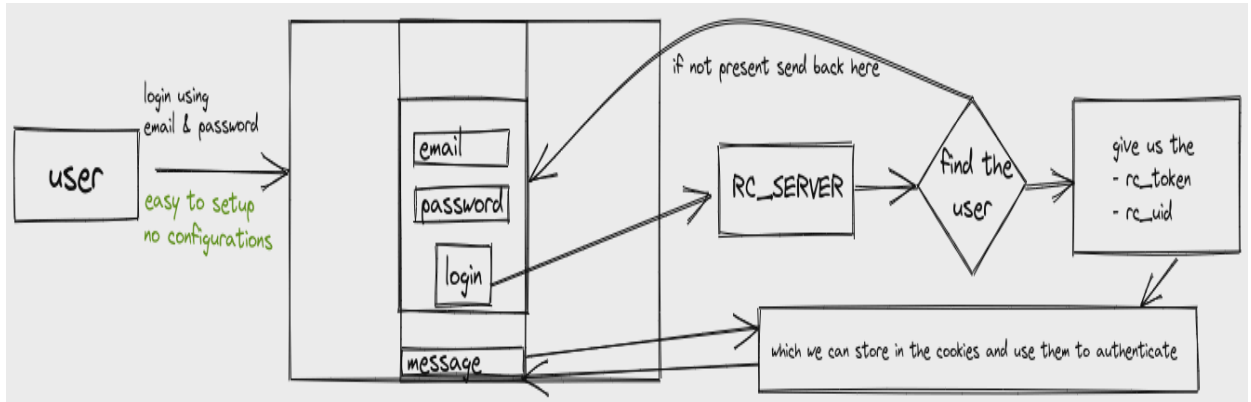 user
login using
email & password
easy to setup
no configurations
email
password
login
message
if not present send back here
RC_SERVER
find the
user
give us the
- rc_token
- rc_uid
which we can store in the cookies and use them to authenticate